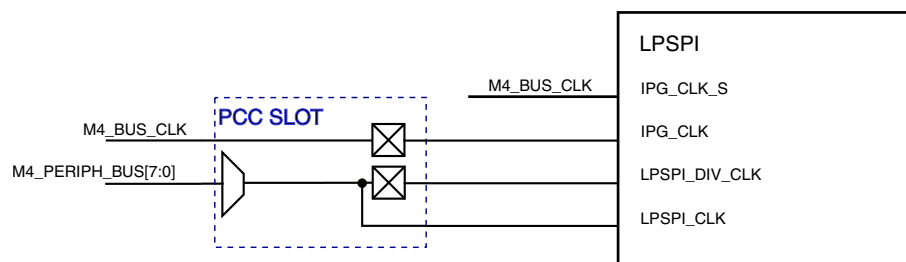 LPSPI
M4_BUS_CLK
IPG_CLK_S
PCC SLOT
M4_BUS_CLK
IPG_CLK
M4_PERIPH_BUS[7:0]
LPSPI_DIV_CLK
LPSPI_CLK